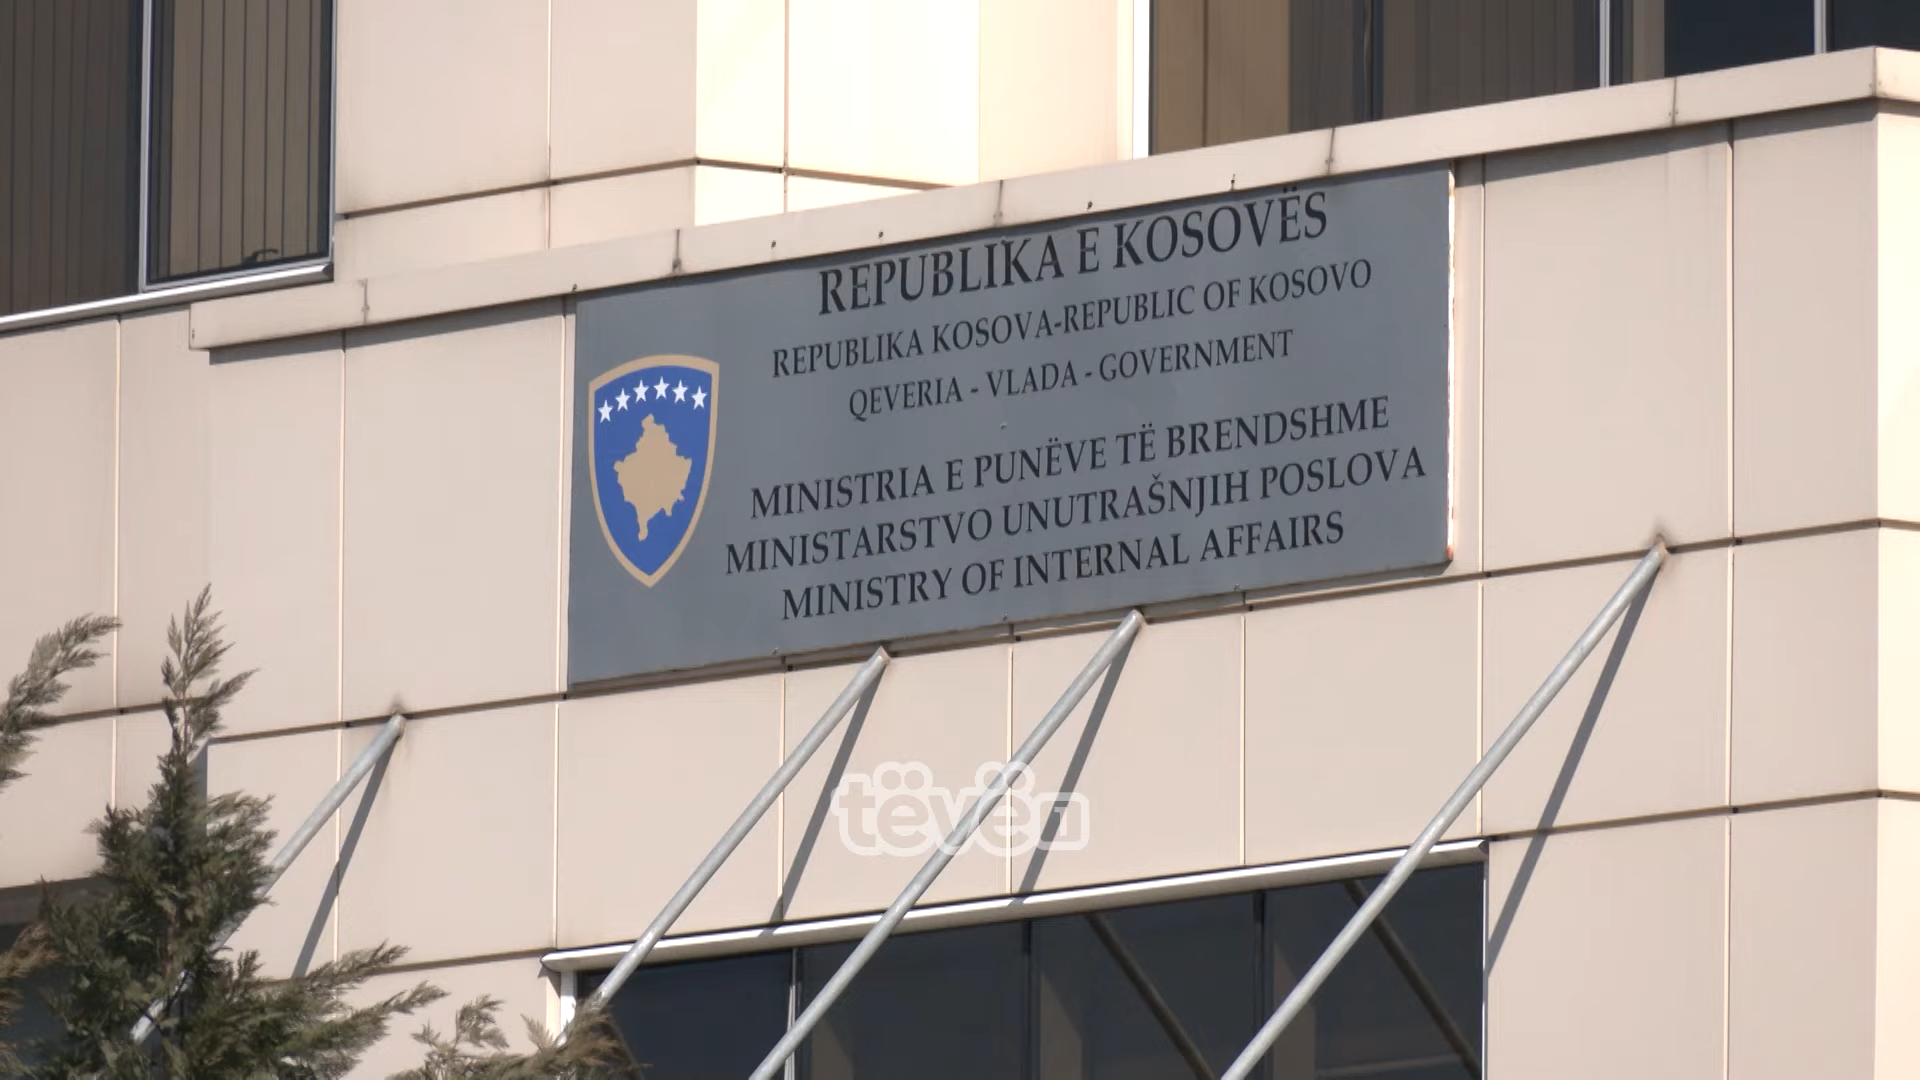 REPUBLIKA E KOSOVËS
REPUBLIKA KOSOVA-REPUBLIC OF KOSOVO
QEVERIA - VLADA - GOVERNMENT
MINISTRIA E PUNËVE TË BRENDSHME
MINISTARSTVO UNUTRAŠNJIH POSLOVA
MINISTRY OF INTERNAL AFFAIRS
tëvë1